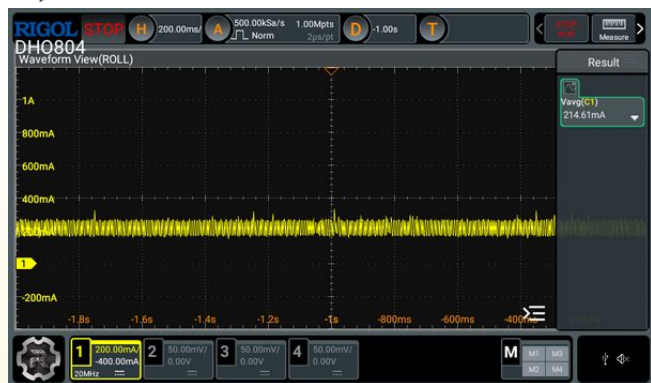 RIGOL STOP H 200.00ms/ A 500.00kSa/s 1.00Mpts D -1.00s T STOP RUN Measure
Norm 2µs/pt
DHO804
Waveform View(ROLL) Result
Vavg(C1)
214.61mA
1A
800mA
600mA
400mA
1
-200mA
-1.8s -1.6s -1.4s -1.2s -1s -800ms -600ms -400ms -200ms
1 200.00mA/ 2 50.00mV/ 3 50.00mV/ 4 50.00mV/ M M1 M3
-400.00mA 0.00V 0.00V 0.00V M2 M4
20MHz